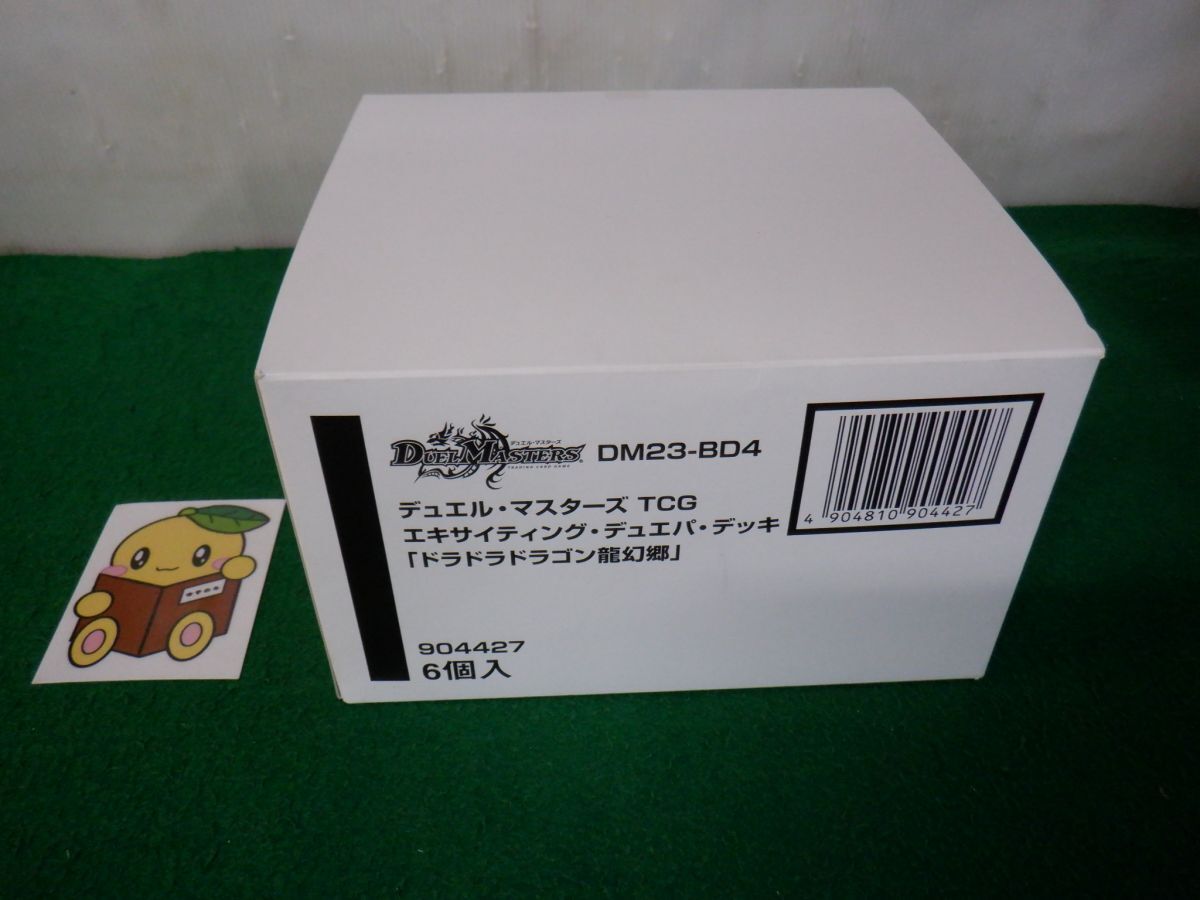 デュエル・マスターズ
DUEL MASTERS
TRADING CARD GAME
DM23-BD4
デュエル・マスターズ TCG
エキサイティング・デュエパ・デッキ
「ドラドラドラゴン龍幻郷」
4 904810 904427
904427
6個入